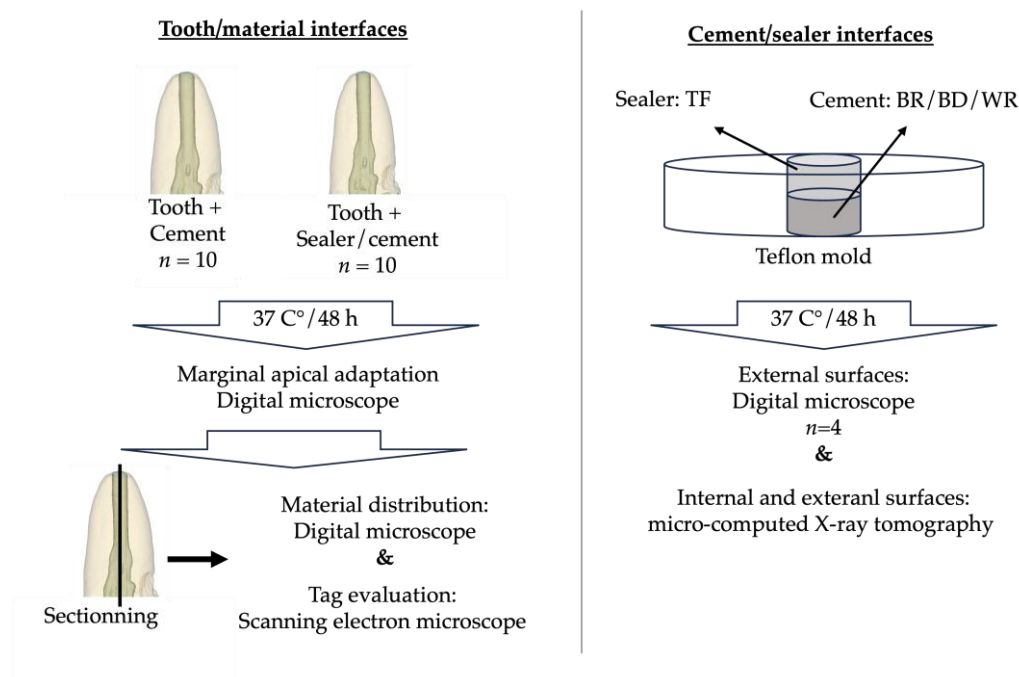 Tooth/material interfaces
Tooth +
Cement
n = 10
Tooth +
Sealer/cement
n = 10
37 C°/48 h
Marginal apical adaptation
Digital microscope
Sectionning
Material distribution:
Digital microscope
&
Tag evaluation:
Scanning electron microscope
Cement/sealer interfaces
Sealer: TF
Cement: BR/BD/WR
Teflon mold
37 C°/48 h
External surfaces:
Digital microscope
n=4
&
Internal and exteranl surfaces:
micro-computed X-ray tomography